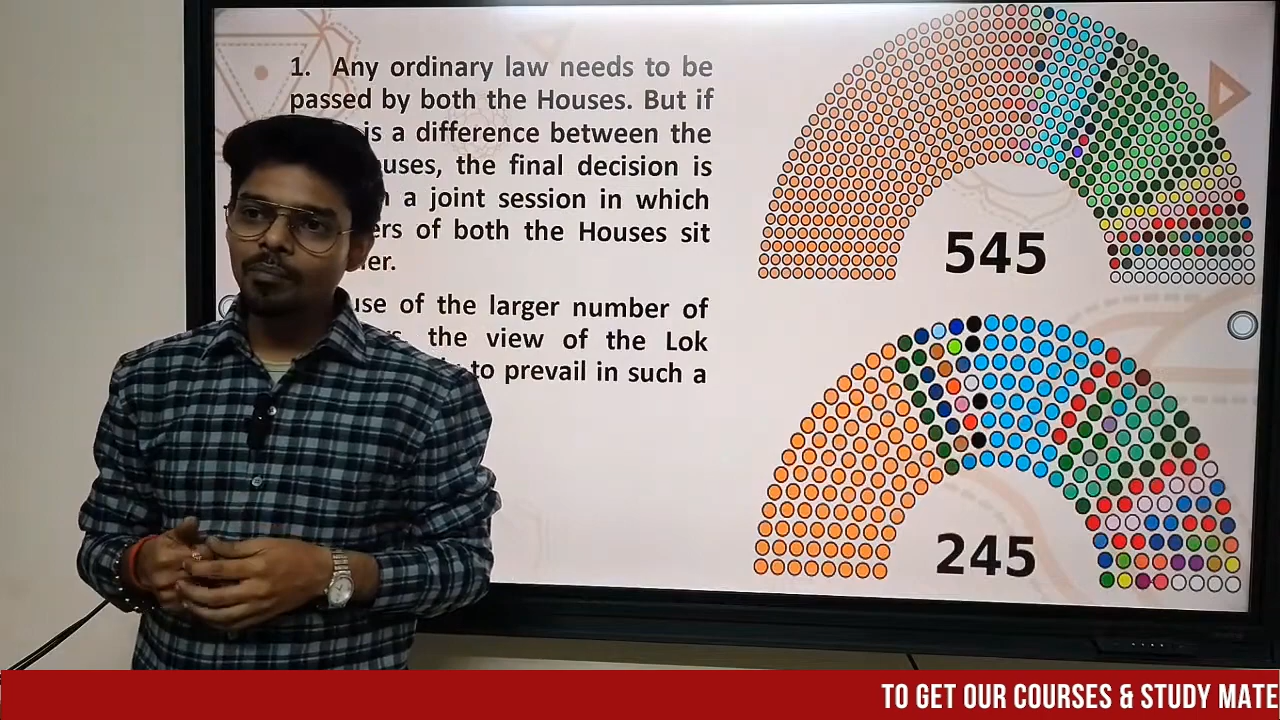 1. Any ordinary law needs to be
passed by both the Houses. But if
is a difference between the
uses, the final decision is
a joint session in which
ers of both the Houses sit
er.
use of the larger number of
the view of the Lok
to prevail in such a
545
245
TO GET OUR COURSES & STUDY MATE